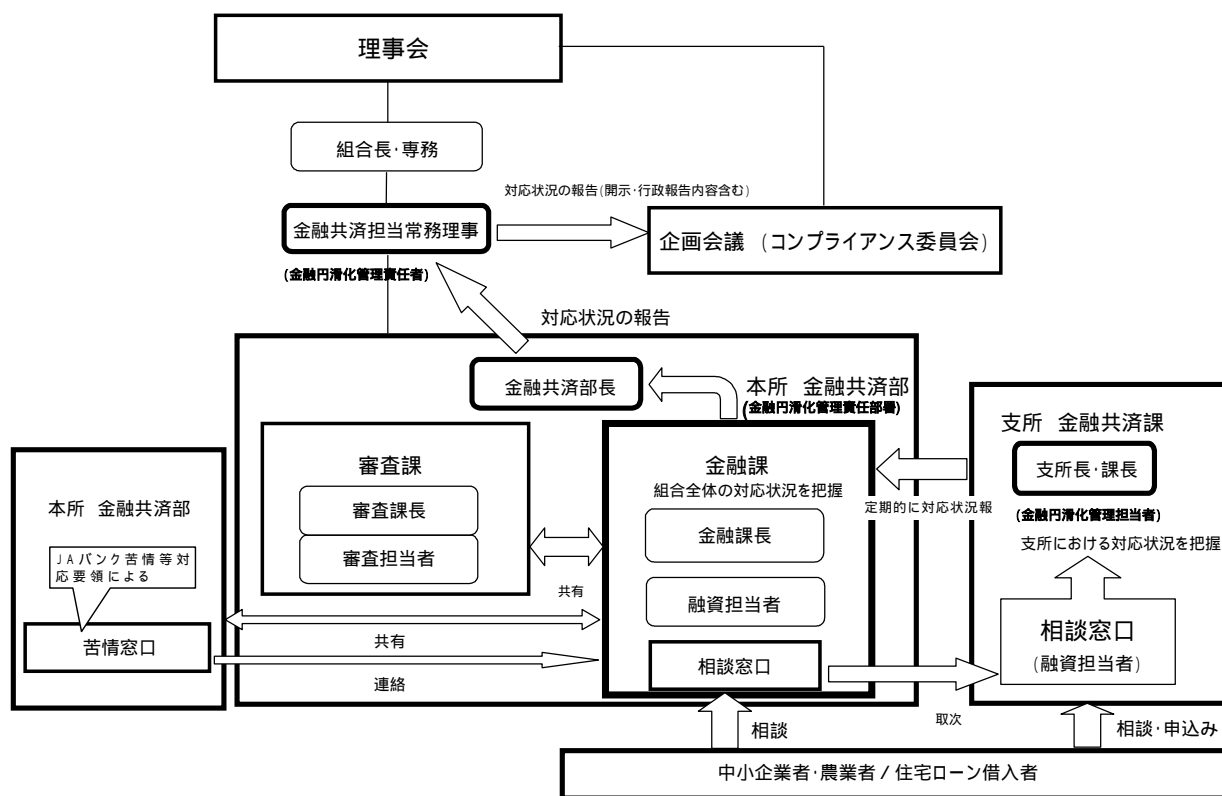 理事会
組合長・専務
対応状況の報告(開示・行政報告内容含む)
金融共済担当常務理事
企画会議 (コンプライアンス委員会)
(金融円滑化管理責任者)
対応状況の報告
金融共済部長
本所 金融共済部
(金融円滑化管理責任部署)
支所 金融共済課
審査課
金融課
支所長・課長
組合全体の対応状況を把握
審査課長
本所 金融共済部
定期的に対応状況報
(金融円滑化管理担当者)
金融課長
支所における対応状況を把握
審査担当者
JAバンク苦情等対
応要領による
共有
融資担当者
相談窓口
(融資担当者)
苦情窓口
共有
相談窓口
連絡
取次
相談
相談・申込み
中小企業者・農業者 / 住宅ローン借入者